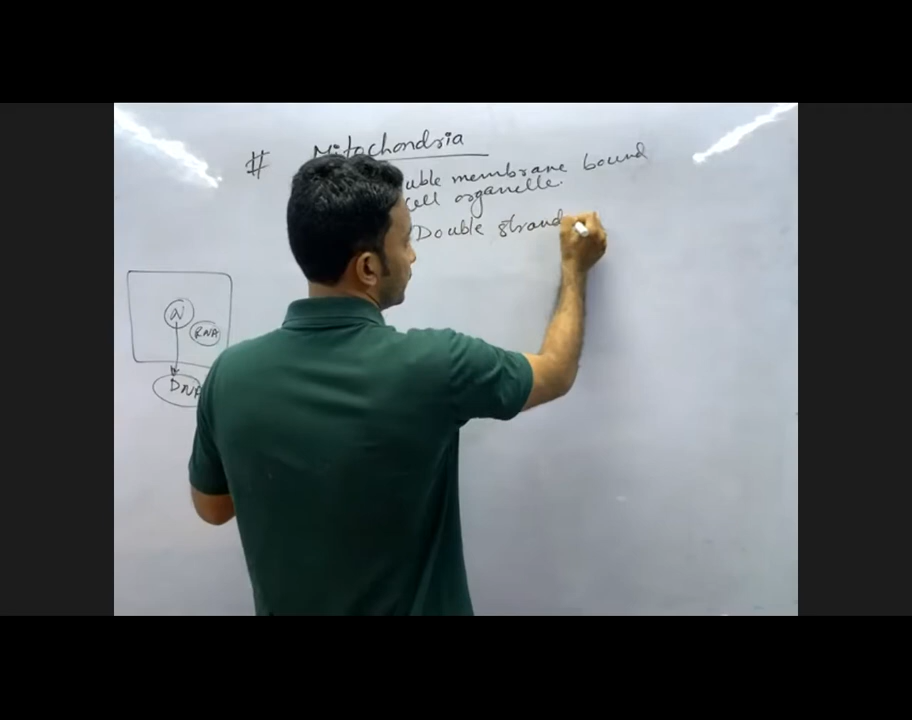 # Mitochondria
uble membrane bound
cell organelle.
Double strand
N
RNA
DNA